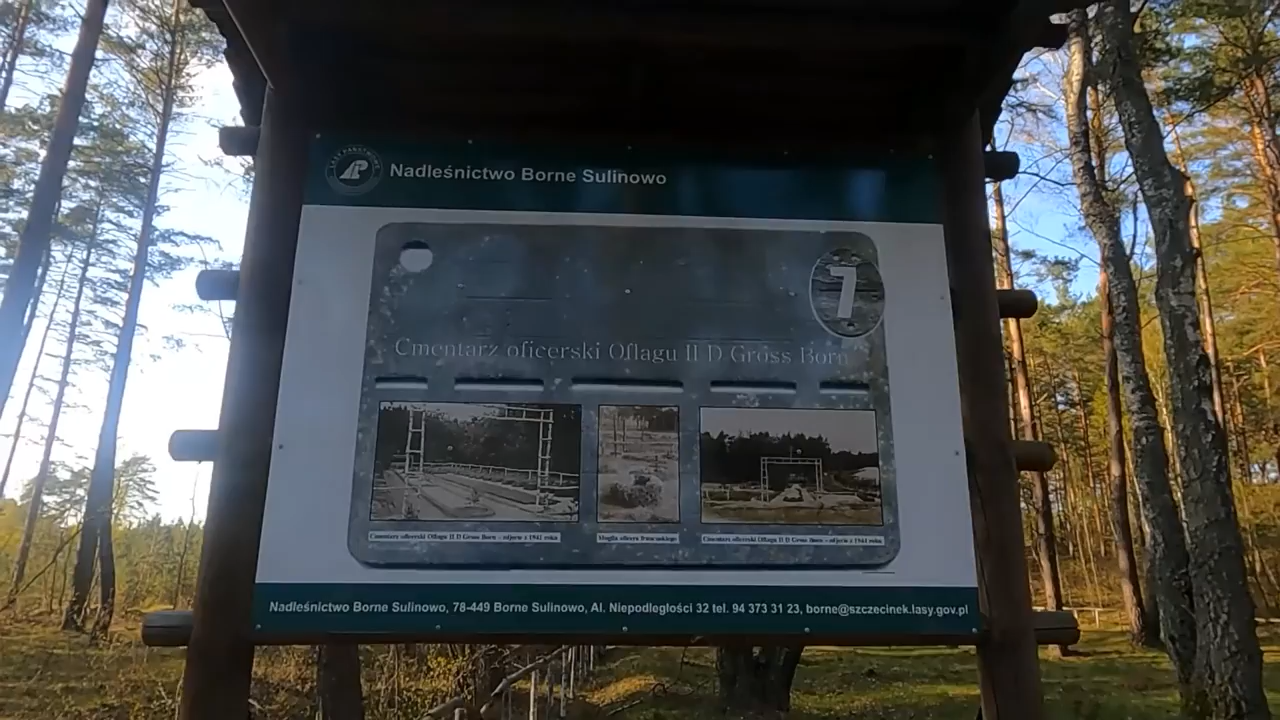 Nadleśnictwo Borne Sulinowo
7
Cmentarz oficerski Oflagu II D Gross Born
Cmentarz oficerski Oflagu II D Gross Born - zdjęcie z 1941 roku
Mogiła oficera francuskiego
Cmentarz oficerski Oflagu II D Gross Born - zdjęcie z 1941 roku
Nadleśnictwo Borne Sulinowo, 78-449 Borne Sulinowo, Al. Niepodległości 32 tel. 94 373 31 23, borne@szczecinek.lasy.gov.pl